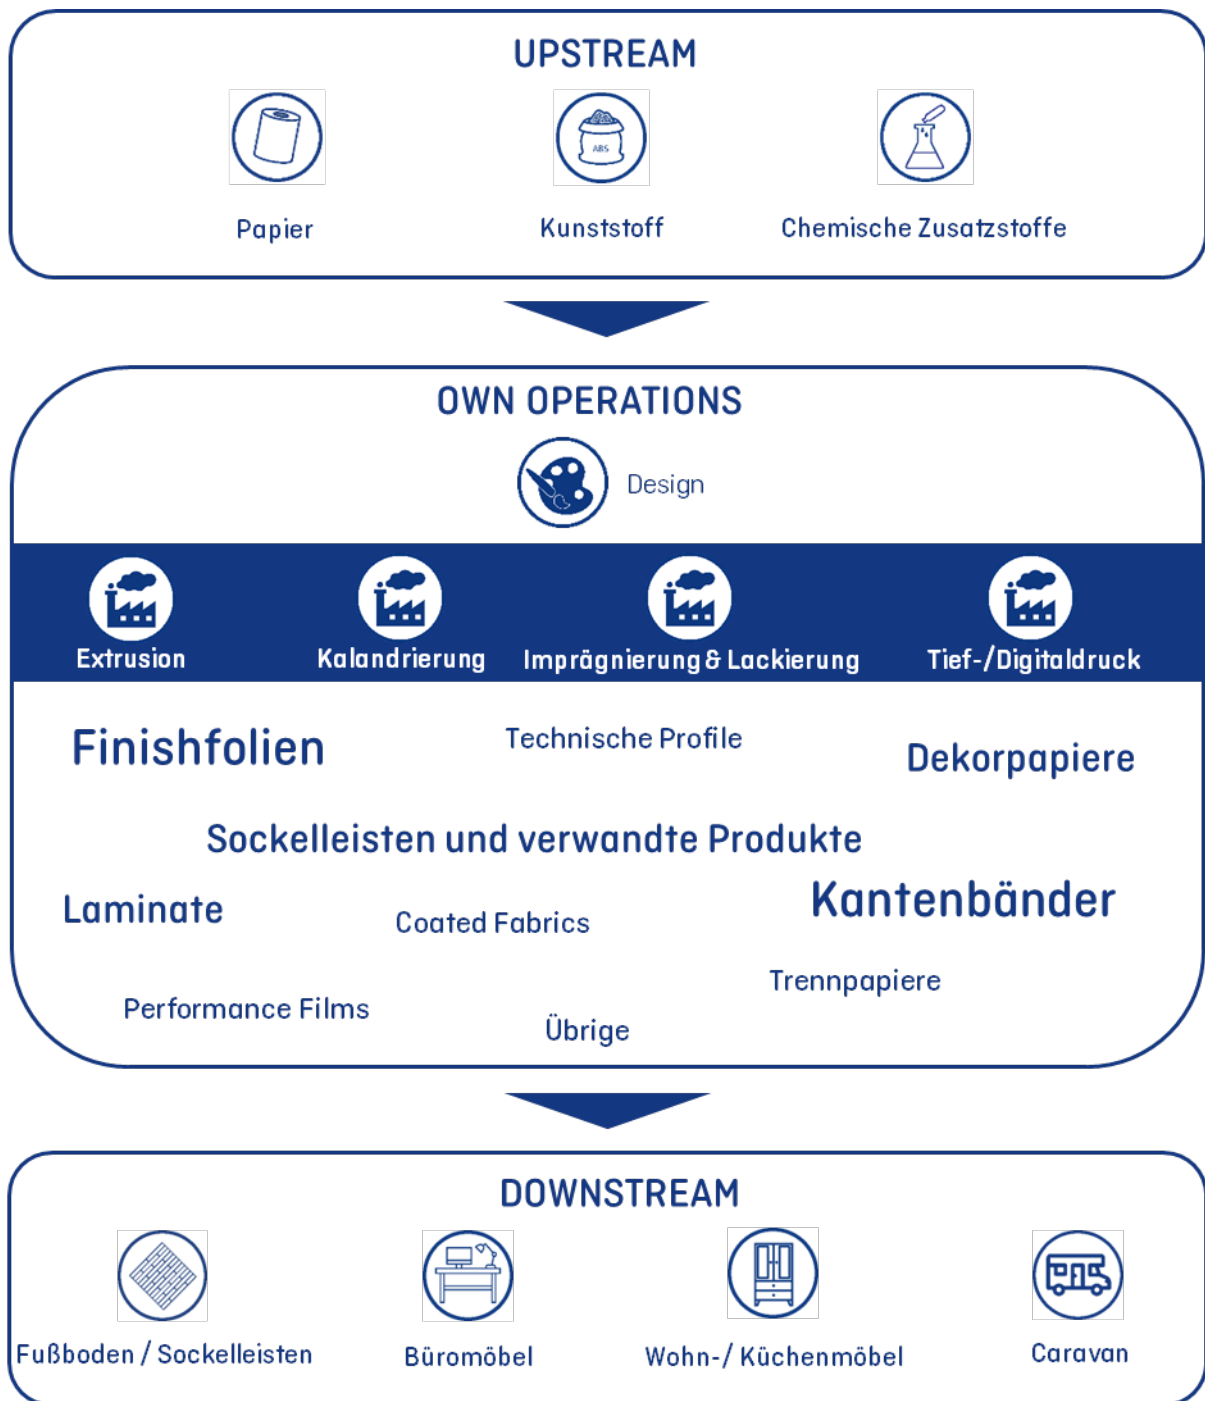 UPSTREAM
ABS
Papier
Kunststoff
Chemische Zusatzstoffe
OWN OPERATIONS
Design
Extrusion
Kalandrierung
Imprägnierung & Lackierung
Tief-/Digitaldruck
Finishfolien
Technische Profile
Dekorpapiere
Sockelleisten und verwandte Produkte
Laminate
Coated Fabrics
Kantenbänder
Performance Films
Trennpapiere
Übrige
DOWNSTREAM
Fußboden / Sockelleisten
Büromöbel
Wohn-/ Küchenmöbel
Caravan